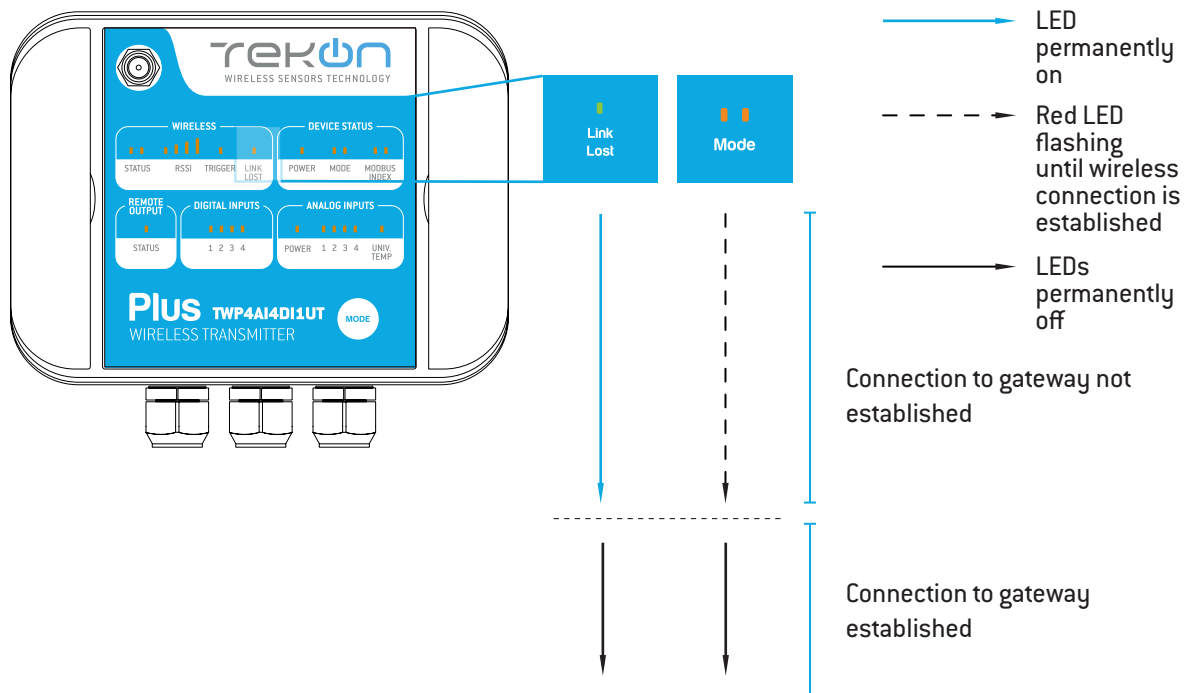 TEKON
WIRELESS SENSORS TECHNOLOGY
WIRELESS
DEVICE STATUS
STATUS RSSI TRIGGER LINK LOST
POWER MODE MODBUS INDEX
REMOTE OUTPUT
DIGITAL INPUTS
ANALOG INPUTS
STATUS
1 2 3 4
POWER 1 2 3 4 UNIV. TEMP
Plus TWP4AI4DI1UT
WIRELESS TRANSMITTER
MODE
Link
Lost
Mode
LED
permanently
on
Red LED
flashing
until wireless
connection is
established
LEDs
permanently
off
Connection to gateway not
established
Connection to gateway
established